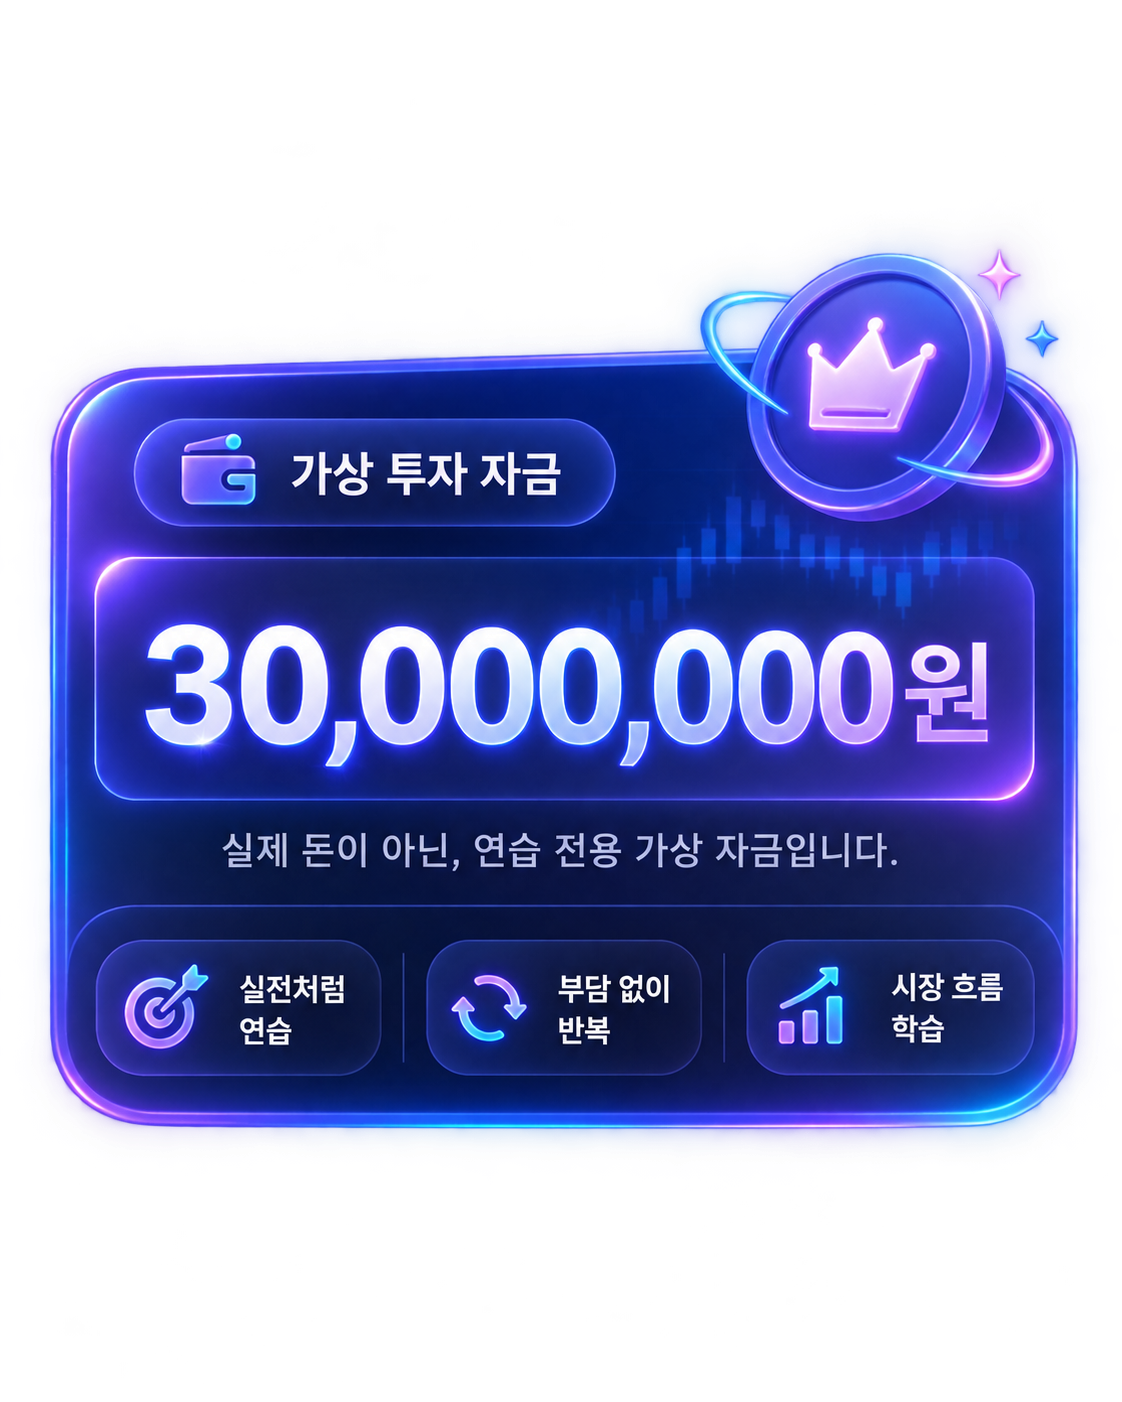 가상 투자 자금
30,000,000원
실제 돈이 아닌, 연습 전용 가상 자금입니다.
실전처럼
연습
부담 없이
반복
시장 흐름
학습